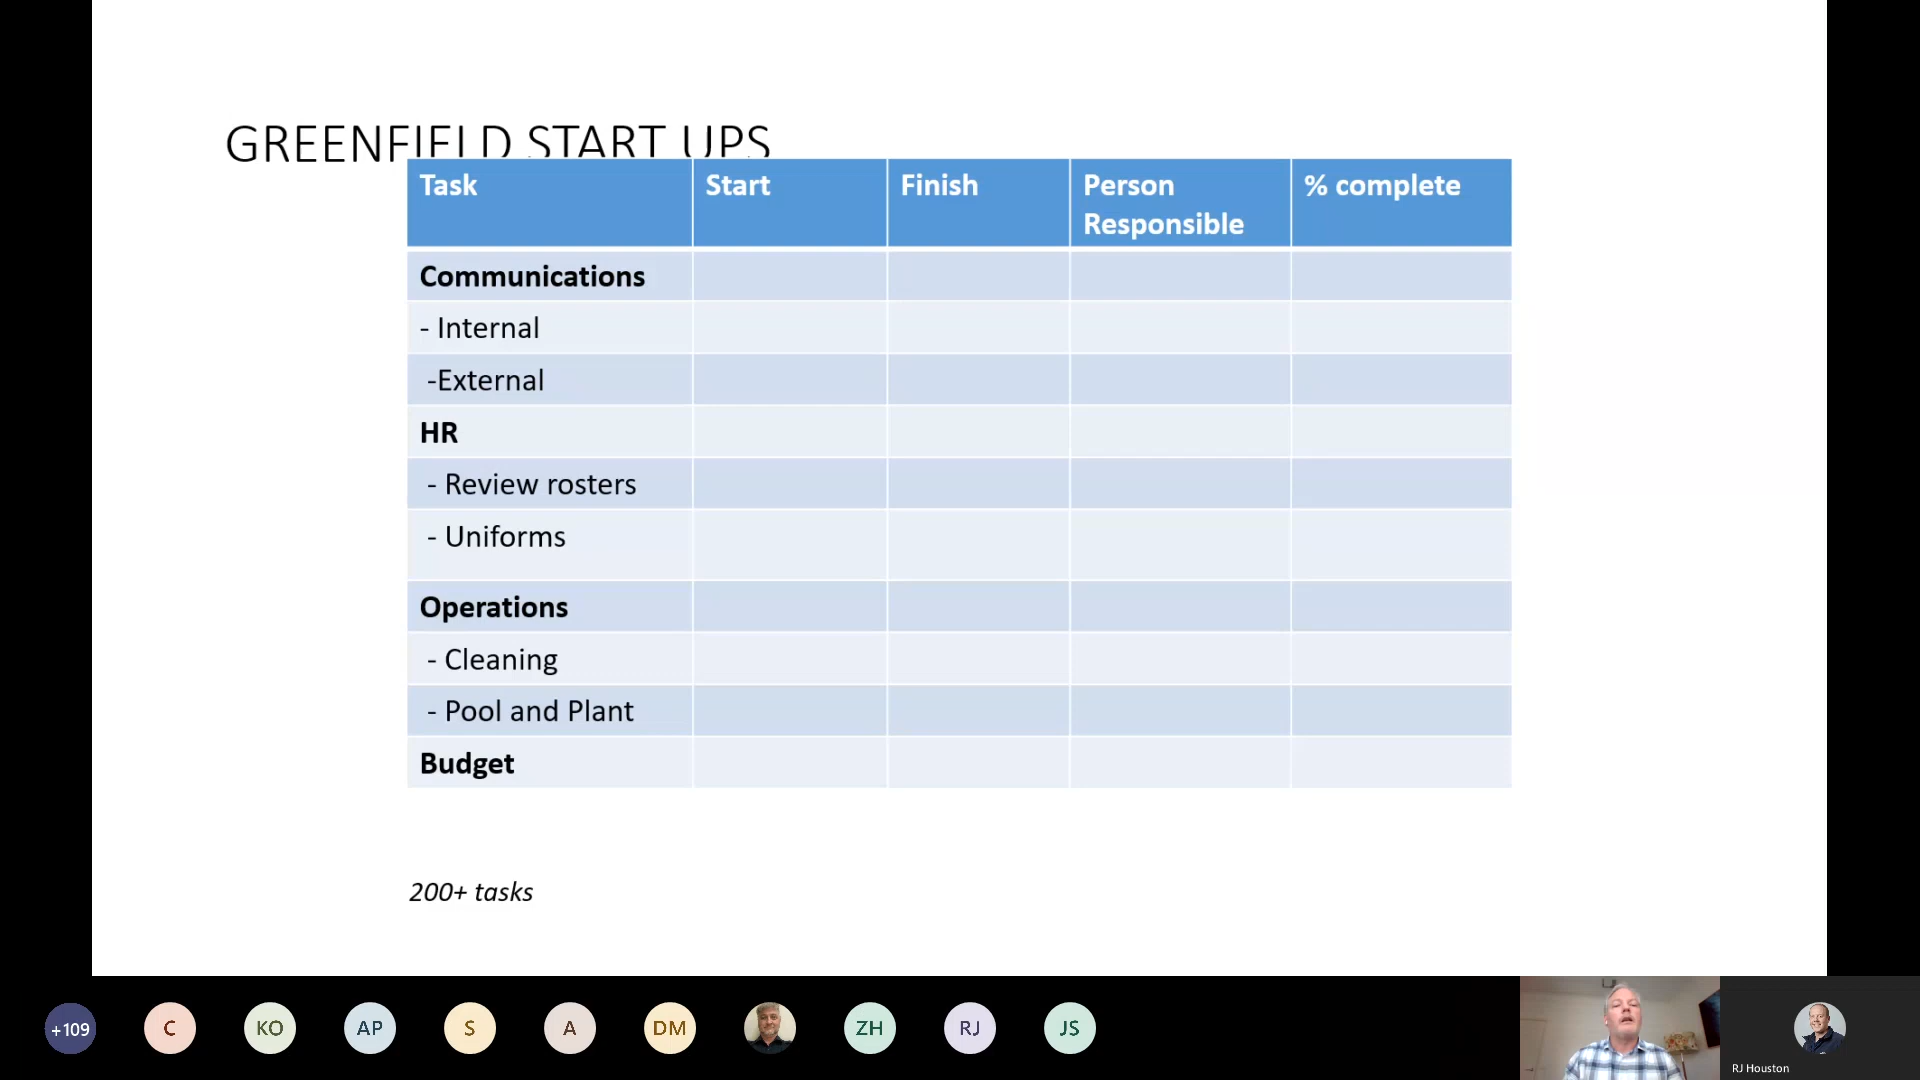 GREENFIELD START UPS
Task Start Finish Person Responsible % complete
Communications
- Internal
-External
HR
- Review rosters
- Uniforms
Operations
- Cleaning
- Pool and Plant
Budget
200+ tasks
+109 C KO AP S A DM ZH RJ JS
RJ Houston